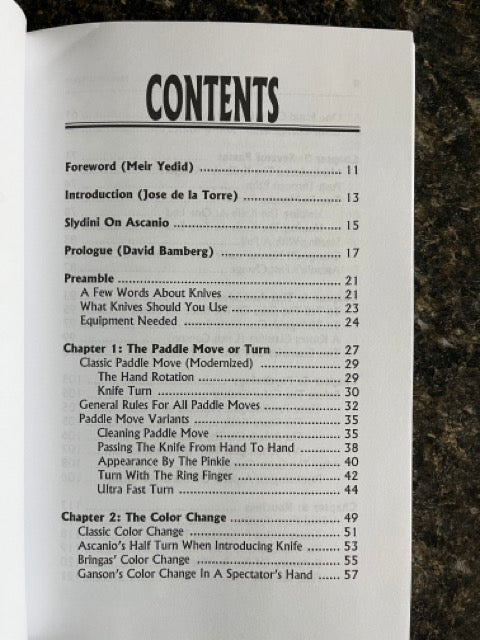 CONTENTS
Foreword (Meir Yedid) 11
Introduction (Jose de la Torre) 13
Slydini On Ascanio 15
Prologue (David Bamberg) 17
Preamble 21
A Few Words About Knives 21
What Knives Should You Use 23
Equipment Needed 24
Chapter 1: The Paddle Move or Turn 27
Classic Paddle Move (Modernized) 29
The Hand Rotation 29
Knife Turn 30
General Rules For All Paddle Moves 32
Paddle Move Variants 35
Cleaning Paddle Move 35
Passing The Knife From Hand To Hand 38
Appearance By The Pinkie 40
Turn With The Ring Finger 42
Ultra Fast Turn 44
Chapter 2: The Color Change 49
Classic Color Change 51
Ascanio's Half Turn When Introducing Knife 53
Bringas' Color Change 55
Ganson's Color Change In A Spectator's Hand 57